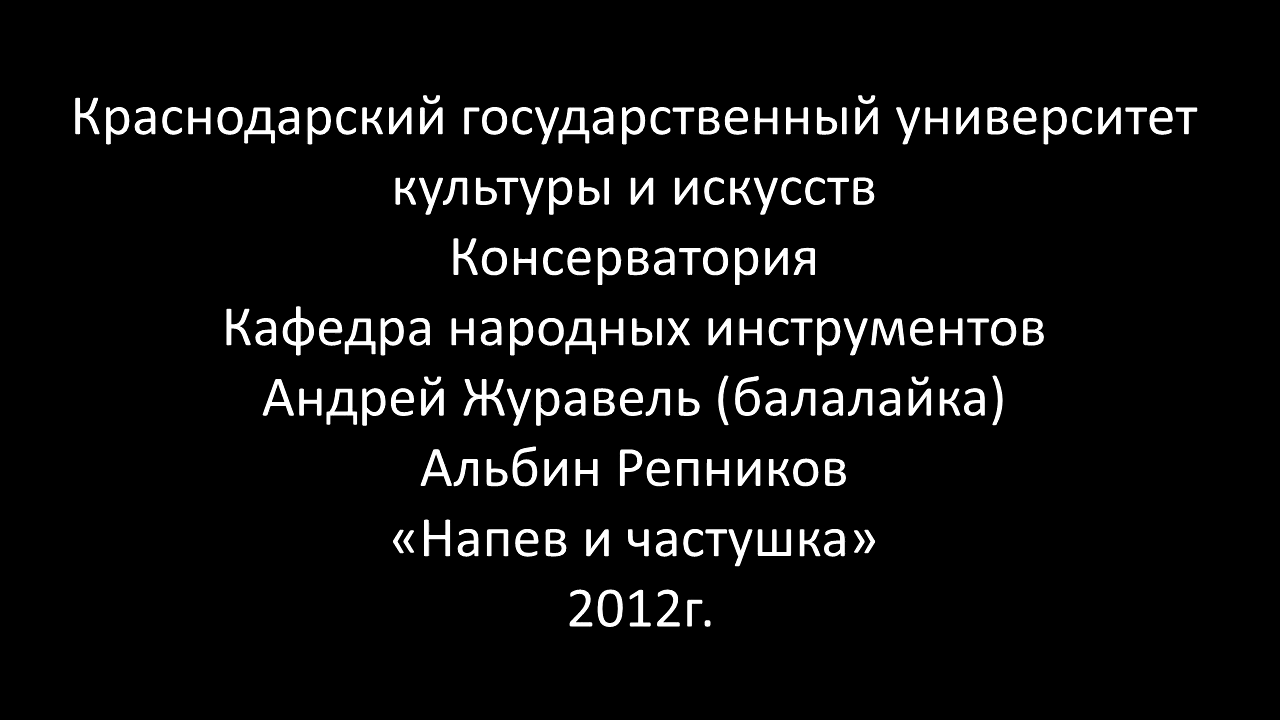 Краснодарский государственный университет
культуры и искусств
Консерватория
Кафедра народных инструментов
Андрей Журавель (балалайка)
Альбин Репников
«Напев и частушка»
2012г.